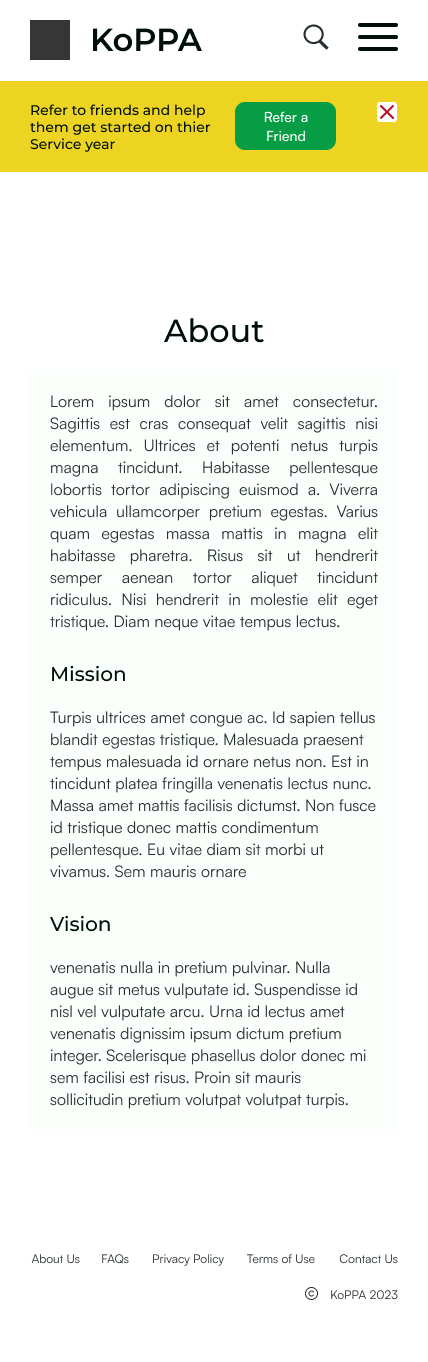 KoPPA
Refer to friends and help
them get started on thier
Service year
Refer a
Friend
About
Lorem ipsum dolor sit amet consectetur.
Sagittis est cras consequat velit sagittis nisi
elementum. Ultrices et potenti netus turpis
magna tincidunt. Habitasse pellentesque
lobortis tortor adipiscing euismod a. Viverra
vehicula ullamcorper pretium egestas. Varius
quam egestas massa mattis in magna elit
habitasse pharetra. Risus sit ut hendrerit
semper aenean tortor aliquet tincidunt
ridiculus. Nisi hendrerit in molestie elit eget
tristique. Diam neque vitae tempus lectus.
Mission
Turpis ultrices amet congue ac. Id sapien tellus
blandit egestas tristique. Malesuada praesent
tempus malesuada id ornare netus non. Est in
tincidunt platea fringilla venenatis lectus nunc.
Massa amet mattis facilisis dictumst. Non fusce
id tristique donec mattis condimentum
pellentesque. Eu vitae diam sit morbi ut
vivamus. Sem mauris ornare
Vision
venenatis nulla in pretium pulvinar. Nulla
augue sit metus vulputate id. Suspendisse id
nisl vel vulputate arcu. Urna id lectus amet
venenatis dignissim ipsum dictum pretium
integer. Scelerisque phasellus dolor donec mi
sem facilisi est risus. Proin sit mauris
sollicitudin pretium volutpat volutpat turpis.
About Us FAQs Privacy Policy Terms of Use Contact Us
© KoPPA 2023